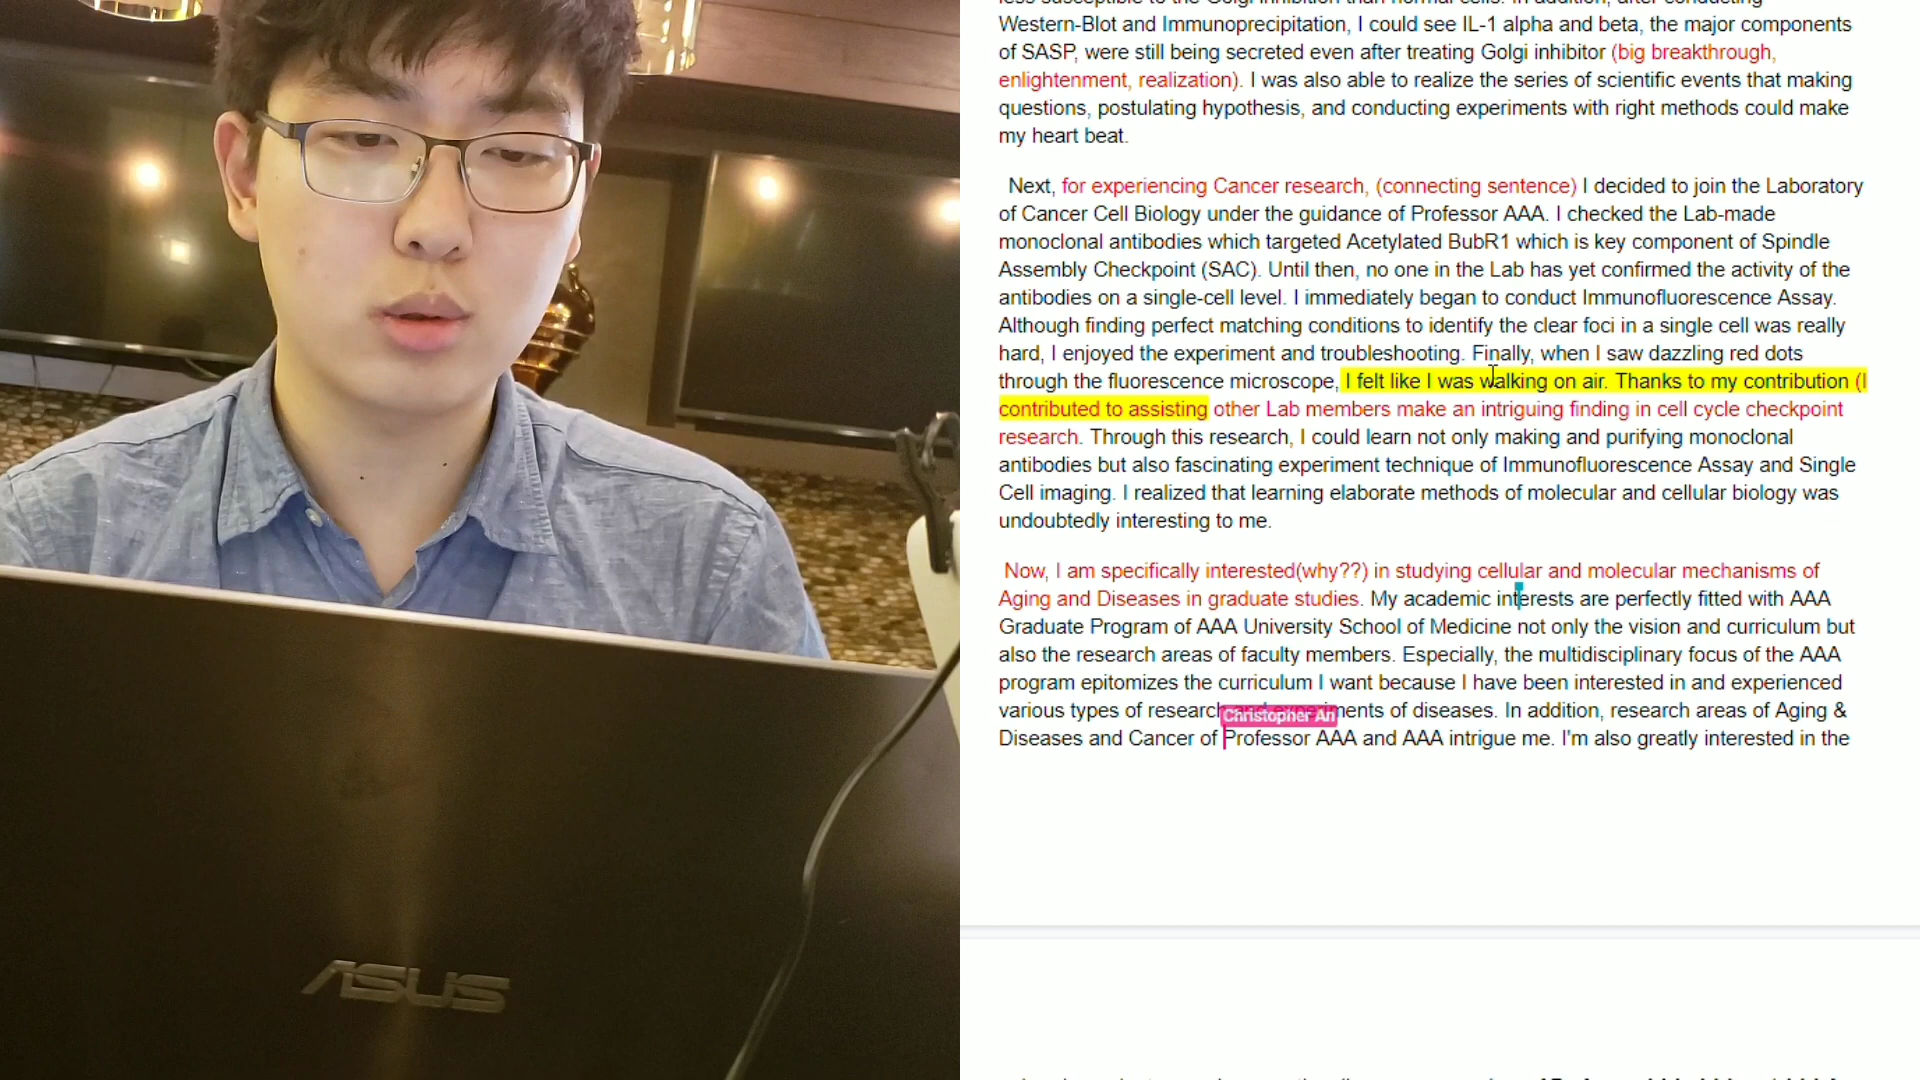 less susceptible to the Golgi inhibition than normal cells. In addition, after conducting
Western-Blot and Immunoprecipitation, I could see IL-1 alpha and beta, the major components
of SASP, were still being secreted even after treating Golgi inhibitor (big breakthrough,
enlightenment, realization). I was also able to realize the series of scientific events that making
questions, postulating hypothesis, and conducting experiments with right methods could make
my heart beat.
Next, for experiencing Cancer research, (connecting sentence) I decided to join the Laboratory
of Cancer Cell Biology under the guidance of Professor AAA. I checked the Lab-made
monoclonal antibodies which targeted Acetylated BubR1 which is key component of Spindle
Assembly Checkpoint (SAC). Until then, no one in the Lab has yet confirmed the activity of the
antibodies on a single-cell level. I immediately began to conduct Immunofluorescence Assay.
Although finding perfect matching conditions to identify the clear foci in a single cell was really
hard, I enjoyed the experiment and troubleshooting. Finally, when I saw dazzling red dots
through the fluorescence microscope, I felt like I was walking on air. Thanks to my contribution (I
contributed to assisting other Lab members make an intriguing finding in cell cycle checkpoint
research. Through this research, I could learn not only making and purifying monoclonal
antibodies but also fascinating experiment technique of Immunofluorescence Assay and Single
Cell imaging. I realized that learning elaborate methods of molecular and cellular biology was
undoubtedly interesting to me.
Now, I am specifically interested(why??) in studying cellular and molecular mechanisms of
Aging and Diseases in graduate studies. My academic interests are perfectly fitted with AAA
Graduate Program of AAA University School of Medicine not only the vision and curriculum but
also the research areas of faculty members. Especially, the multidisciplinary focus of the AAA
program epitomizes the curriculum I want because I have been interested in and experienced
various types of research and experiments of diseases. In addition, research areas of Aging &
Christopher An
Diseases and Cancer of Professor AAA and AAA intrigue me. I'm also greatly interested in the
ASUS